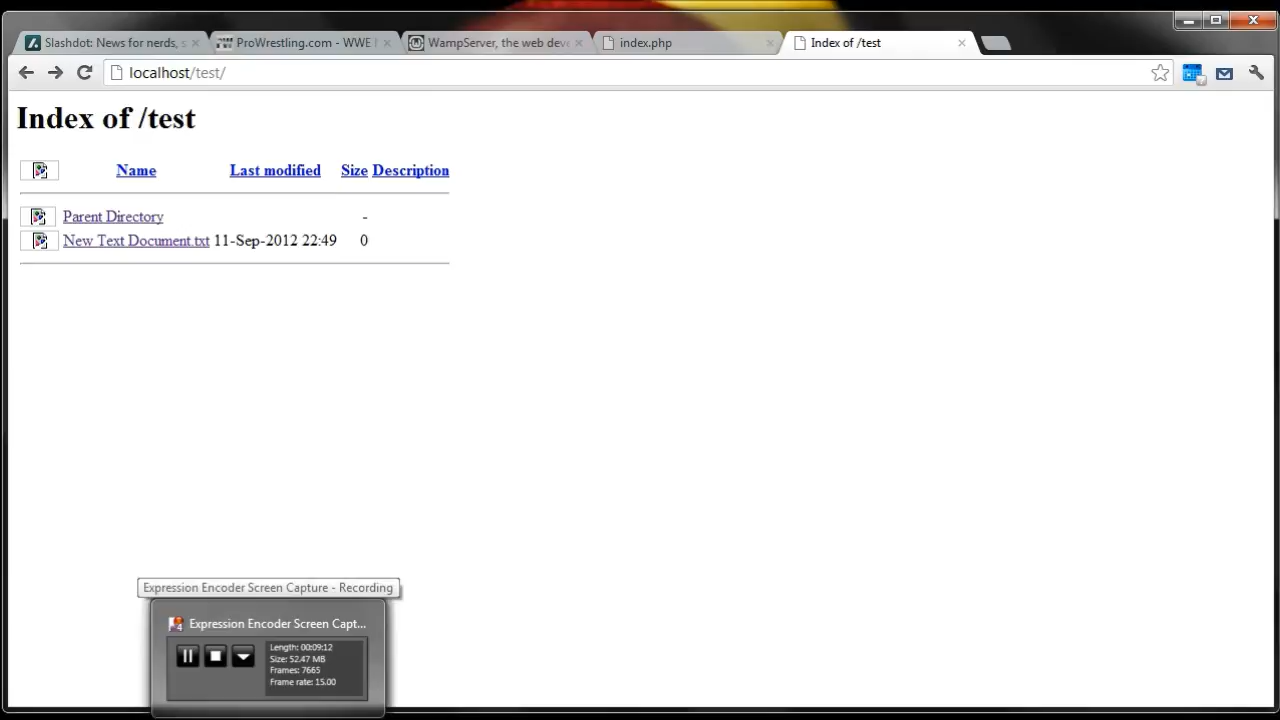 Slashdot: News for nerds, s
ProWrestling.com - WWE
WampServer, the web deve
index.php
Index of /test
localhost/test/
Index of /test
Name Last modified Size Description
Parent Directory -
New Text Document.txt 11-Sep-2012 22:49 0
Expression Encoder Screen Capture - Recording
Expression Encoder Screen Capt...
Length: 00:09:12
Size: 52.47 MB
Frames: 7665
Frame rate: 15.00